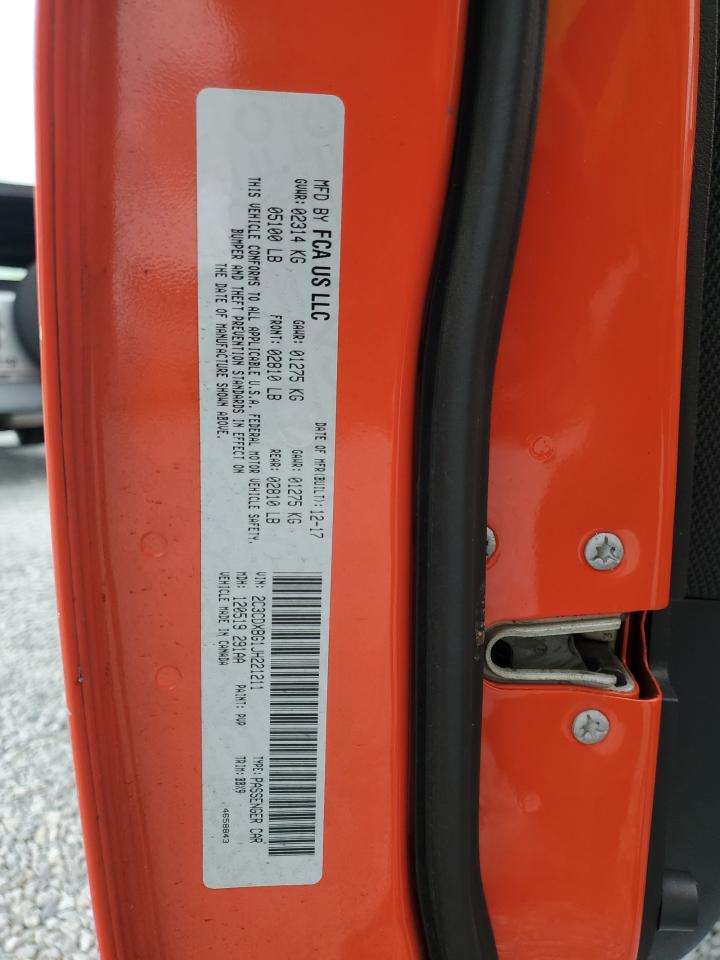 MFD BY FCA US LLC
DATE OF MFR(BUILT): 12-17
GVWR: 02314 KG GAWR: 01275 KG GAWR: 01275 KG
05100 LB FRONT: 02810 LB REAR: 02810 LB
THIS VEHICLE CONFORMS TO ALL APPLICABLE U.S.A. FEDERAL MOTOR VEHICLE SAFETY,
BUMPER AND THEFT PREVENTION STANDARDS IN EFFECT ON
THE DATE OF MANUFACTURE SHOWN ABOVE.
VIN: 2C3CDXBG1JH221211 TYPE: PASSENGER CAR
MDH: 120519 291AA PAINT: PVP TRIM: BBX9
VEHICLE MADE IN CANADA
4658843